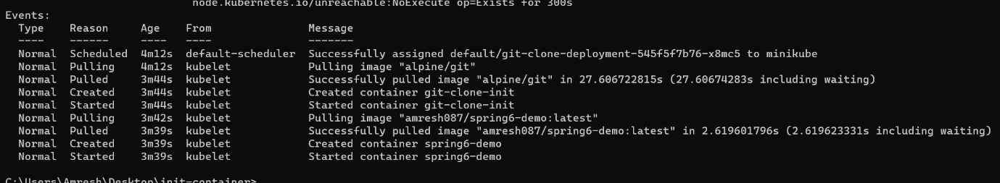 node.kubernetes.io/unreachable:NoExecute op=Exists for 300s
Events:
Type Reason Age From Message
---- ------ ---- ---- -------
Normal Scheduled 4m12s default-scheduler Successfully assigned default/git-clone-deployment-545f5f7b76-x8mc5 to minikube
Normal Pulling 4m12s kubelet Pulling image "alpine/git"
Normal Pulled 3m44s kubelet Successfully pulled image "alpine/git" in 27.606722815s (27.60674283s including waiting)
Normal Created 3m44s kubelet Created container git-clone-init
Normal Started 3m44s kubelet Started container git-clone-init
Normal Pulling 3m42s kubelet Pulling image "amresh087/spring6-demo:latest"
Normal Pulled 3m39s kubelet Successfully pulled image "amresh087/spring6-demo:latest" in 2.619601796s (2.619623331s including waiting)
Normal Created 3m39s kubelet Created container spring6-demo
Normal Started 3m39s kubelet Started container spring6-demo
C:\Users\Amresh\Desktop\init-container>